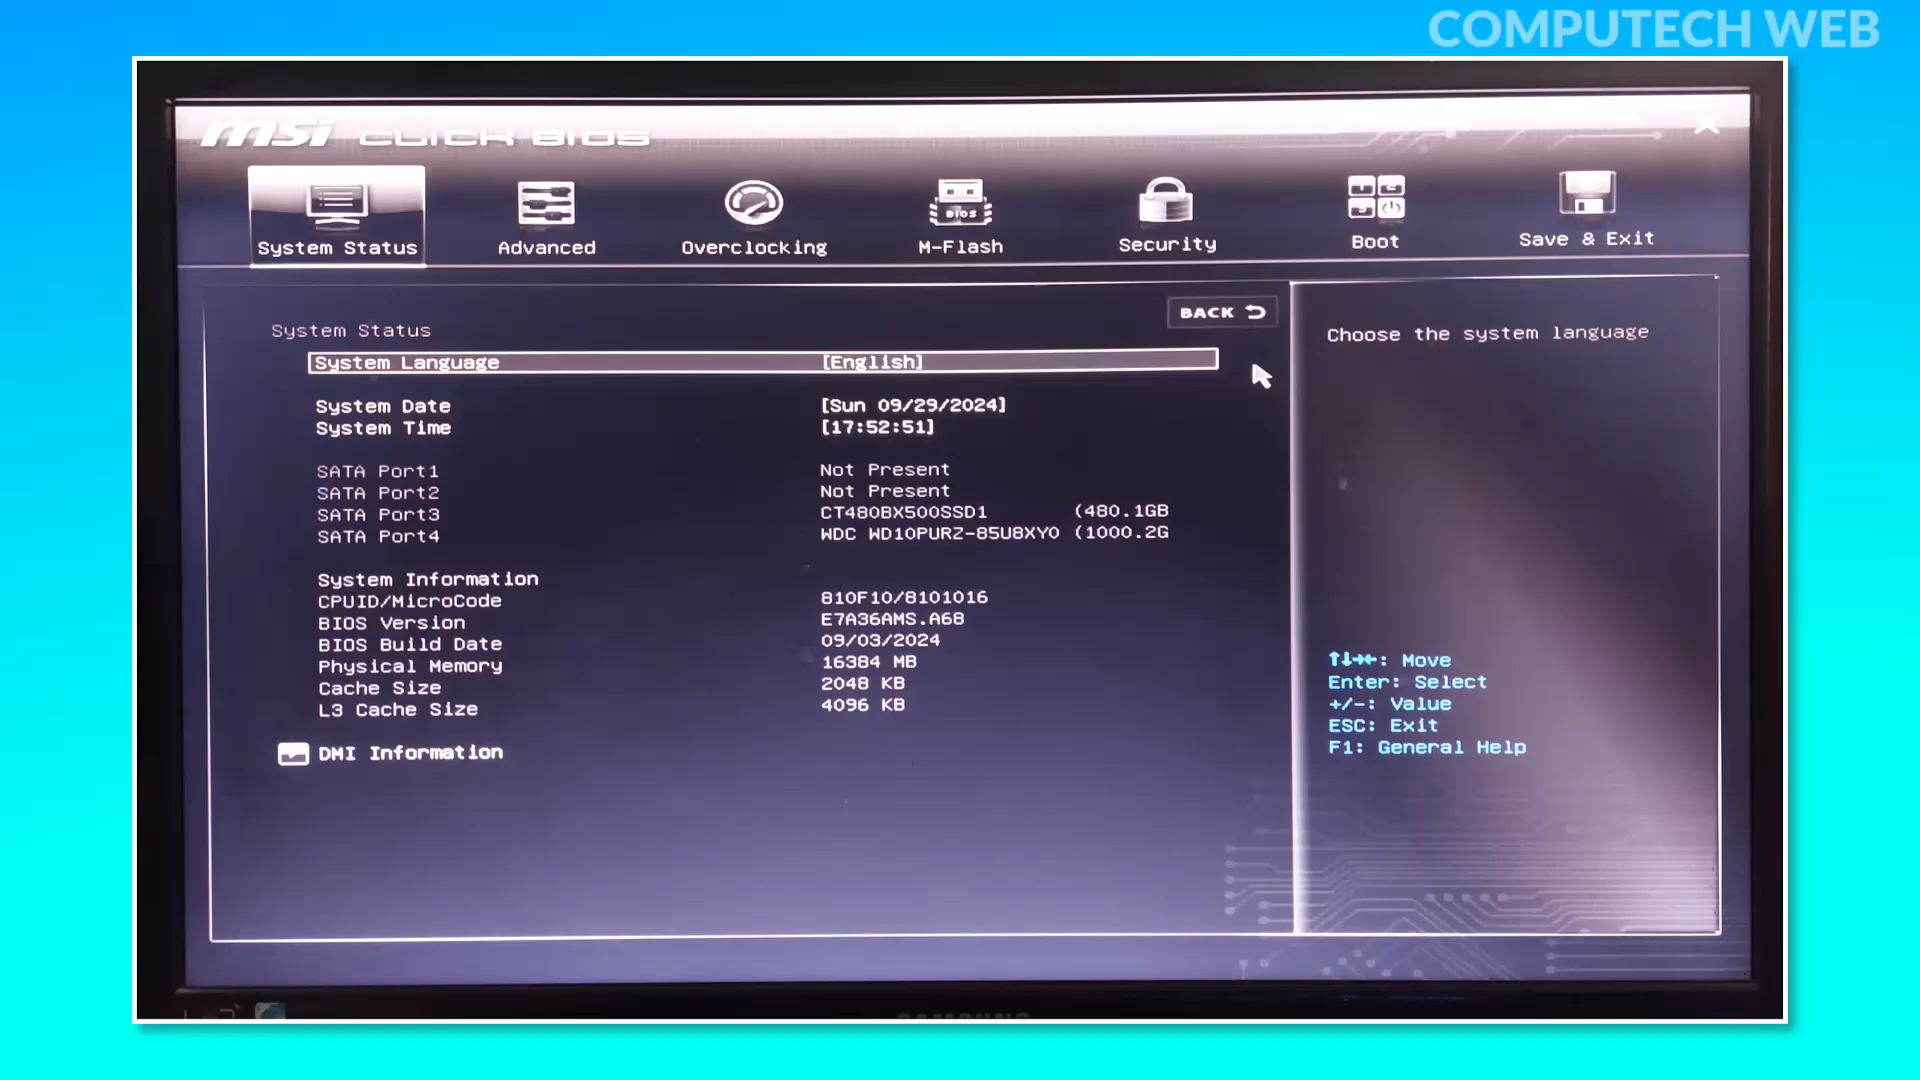 COMPUTECH WEB
msi CLICK BIOS
System Status
Advanced
Overclocking
BIOS
M-Flash
Security
Boot
Save & Exit
BACK
System Status
System Language [English]
System Date [Sun 09/29/2024]
System Time [17:52:51]
SATA Port1 Not Present
SATA Port2 Not Present
SATA Port3 CT480BX500SSD1 (480.1GB
SATA Port4 WDC WD10PURZ-85U8XY0 (1000.2G
System Information
CPUID/MicroCode 810F10/8101016
BIOS Version E7A36AMS.A68
BIOS Build Date 09/03/2024
Physical Memory 16384 MB
Cache Size 2048 KB
L3 Cache Size 4096 KB
DMI Information
Choose the system language
↑↓→←: Move
Enter: Select
+/-: Value
ESC: Exit
F1: General Help